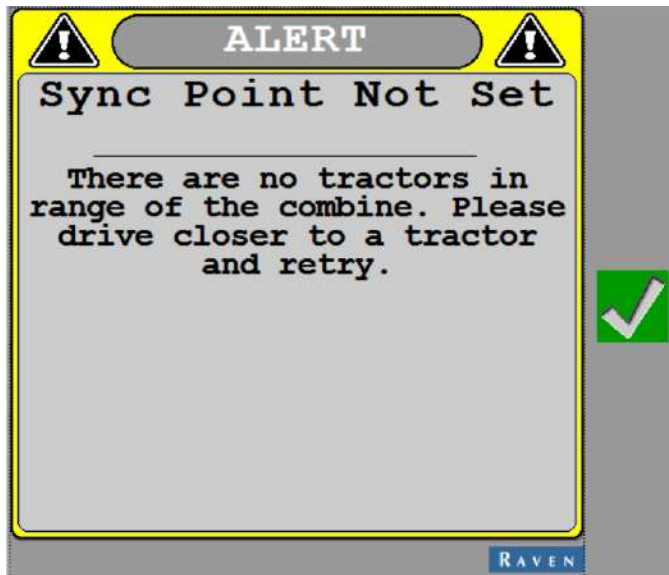 ALERT
Sync Point Not Set
There are no tractors in
range of the combine. Please
drive closer to a tractor
and retry.
RAVEN